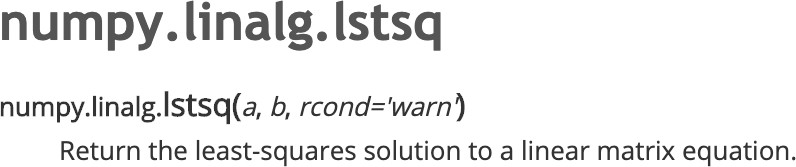 numpy.linalg.lstsq
numpy.linalg.lstsq(a, b, rcond='warn')
Return the least-squares solution to a linear matrix equation.